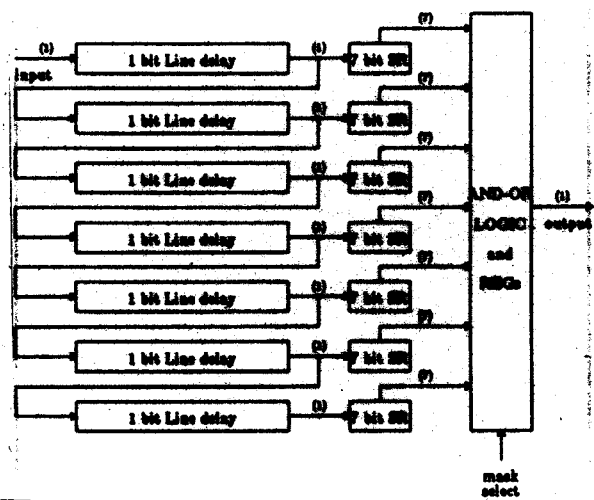 (7)
(1) 1 bit Line delay (1) 7 bit SR
input
(7)
1 bit Line delay (1) 7 bit SR
(7)
1 bit Line delay (1) 7 bit SR
(7)
1 bit Line delay (1) 7 bit SR
(7)
1 bit Line delay (1) 7 bit SR
(7)
1 bit Line delay (1) 7 bit SR
(7)
1 bit Line delay (1) 7 bit SR
AND-OR
LOGIC
and
REGs
(1)
output
mask
select